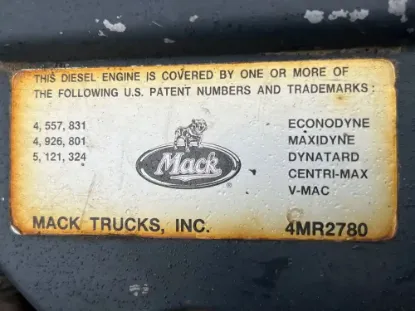 THIS DIESEL ENGINE IS COVERED BY ONE OR MORE OF
THE FOLLOWING U.S. PATENT NUMBERS AND TRADEMARKS:
4,557,831
4,926,801
5,121,324
Mack
®
ECONODYNE
MAXIDYNE
DYNATARD
CENTRI-MAX
V-MAC
MACK TRUCKS, INC.
4MR2780